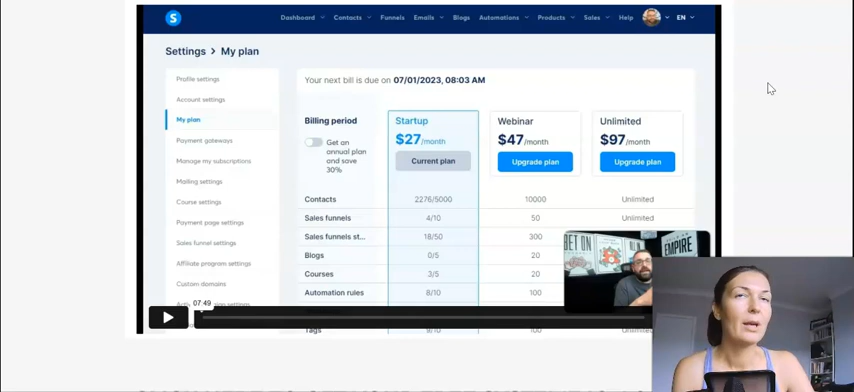 S Dashboard Contacts Funnels Emails Blogs Automations Products Sales Help EN
Settings > My plan
Profile settings
Account settings
My plan
Payment gateways
Manage my subscriptions
Mailing settings
Course settings
Payment page settings
Sales funnel settings
Affiliate program settings
Custom domains
Your next bill is due on 07/01/2023, 08:03 AM
Billing period
Get an
annual plan
and save
30%
Startup
$27/month
Current plan
Webinar
$47/month
Upgrade plan
Unlimited
$97/month
Upgrade plan
Contacts 2276/5000 10000 Unlimited
Sales funnels 4/10 50 Unlimited
Sales funnels st... 18/50 300
Blogs 0/5 20
Courses 3/5 20
Automation rules 8/10 100
Tags 9/10 100
BET ON
EMPIRE
07:49